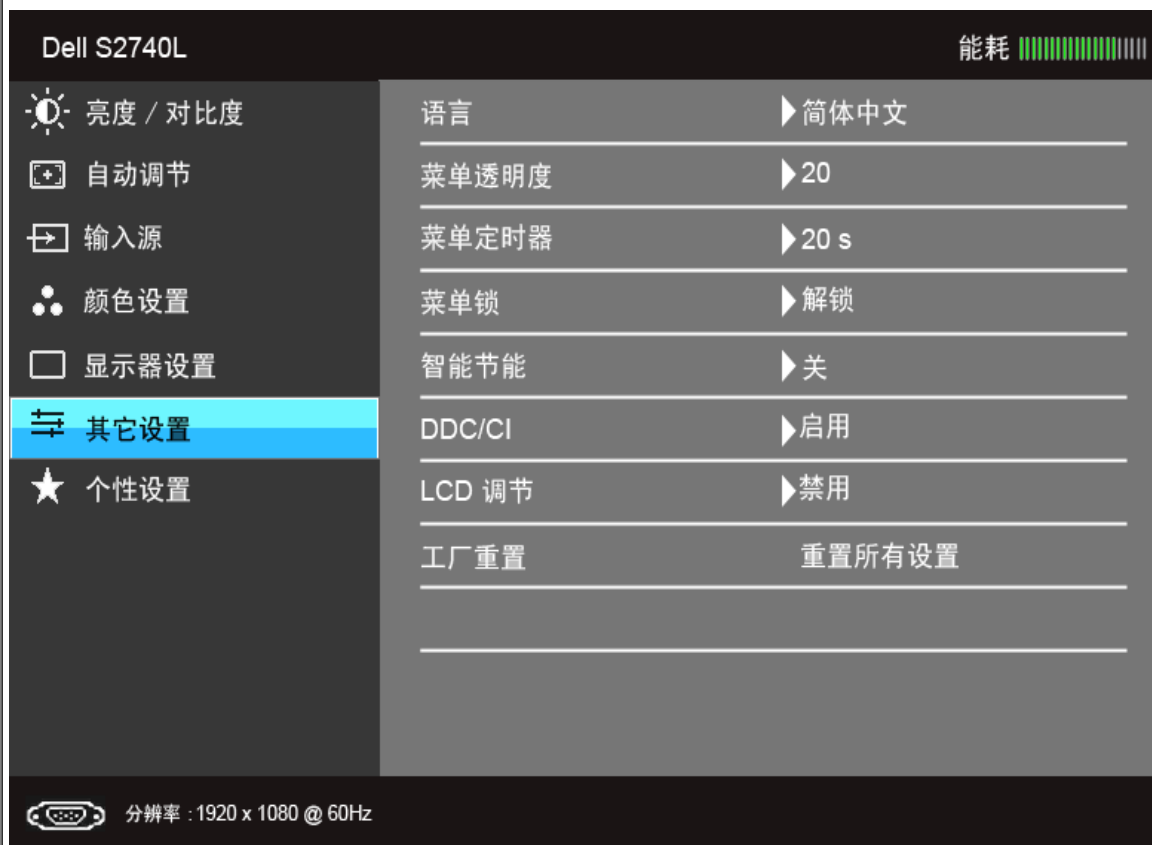 Dell S2740L 能耗
亮度 / 对比度 语言 简体中文
自动调节 菜单透明度 20
输入源 菜单定时器 20 s
颜色设置 菜单锁 解锁
显示器设置 智能节能 关
其它设置 DDC/CI 启用
个性设置 LCD 调节 禁用
工厂重置 重置所有设置
分辨率 : 1920 x 1080 @ 60Hz